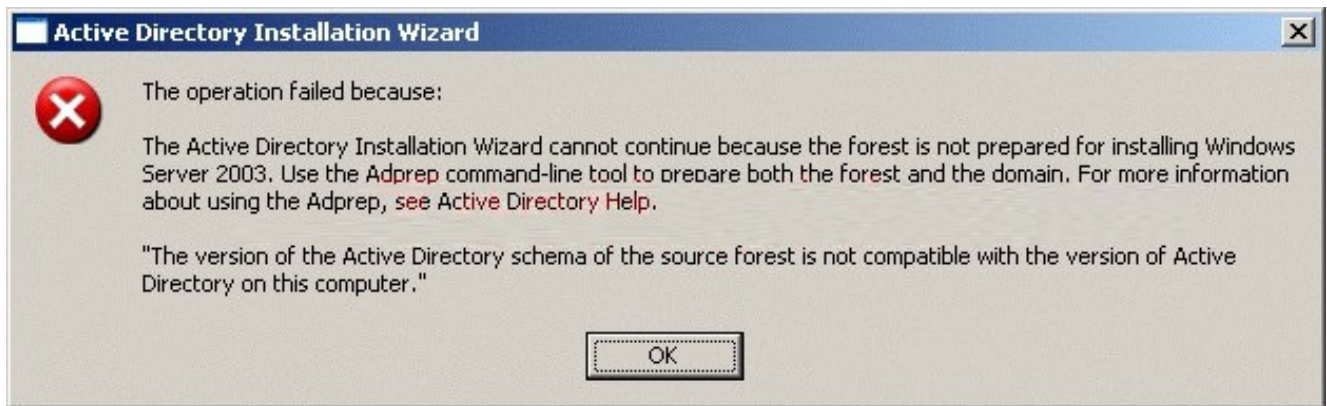 Active Directory Installation Wizard
The operation failed because:
The Active Directory Installation Wizard cannot continue because the forest is not prepared for installing Windows
Server 2003. Use the Adprep command-line tool to prepare both the forest and the domain. For more information
about using the Adprep, see Active Directory Help.
"The version of the Active Directory schema of the source forest is not compatible with the version of Active
Directory on this computer."
OK